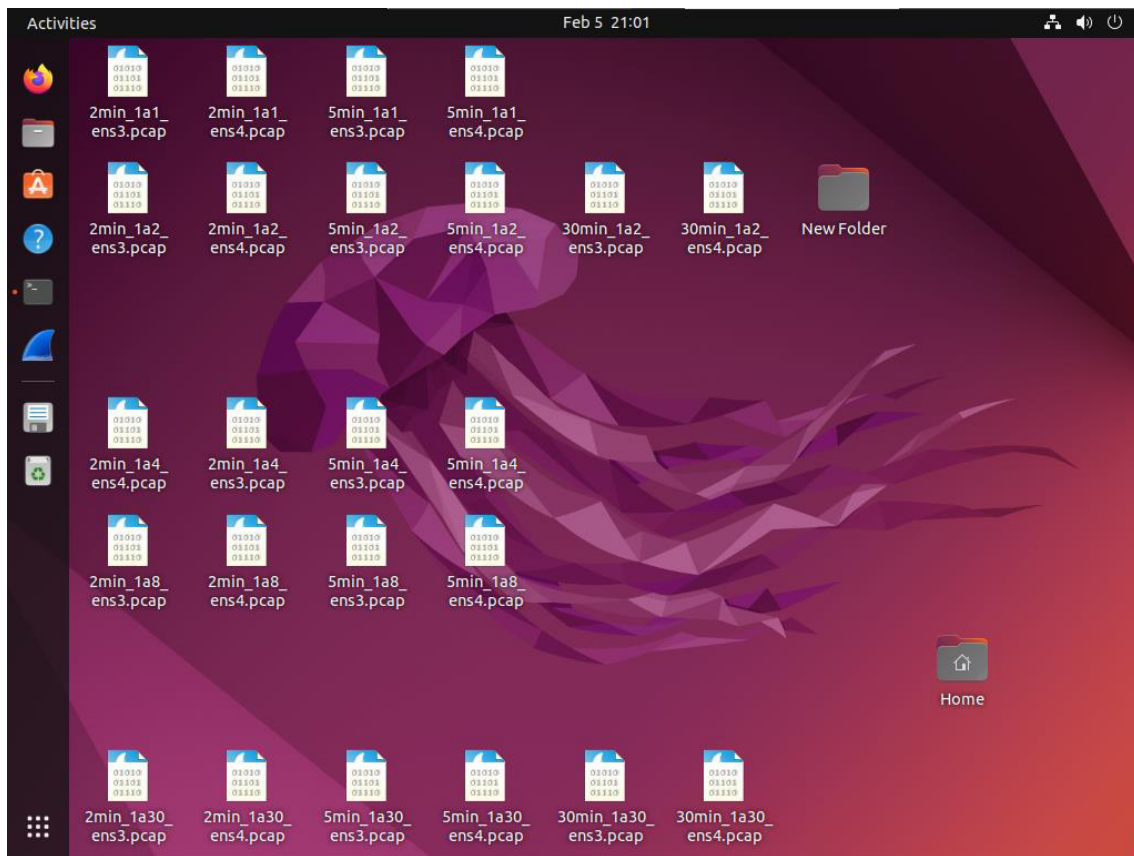 Activities Feb 5 21:01
2min_1a1_ 2min_1a1_ 5min_1a1_ 5min_1a1_
ens3.pcap ens4.pcap ens3.pcap ens4.pcap
2min_1a2_ 2min_1a2_ 5min_1a2_ 5min_1a2_ 30min_1a2_ 30min_1a2_ New Folder
ens3.pcap ens4.pcap ens3.pcap ens4.pcap ens3.pcap ens4.pcap
2min_1a4_ 2min_1a4_ 5min_1a4_ 5min_1a4_
ens4.pcap ens3.pcap ens3.pcap ens4.pcap
2min_1a8_ 2min_1a8_ 5min_1a8_ 5min_1a8_
ens3.pcap ens4.pcap ens3.pcap ens4.pcap
Home
2min_1a30_ 2min_1a30_ 5min_1a30_ 5min_1a30_ 30min_1a30_ 30min_1a30_
ens3.pcap ens4.pcap ens3.pcap ens4.pcap ens3.pcap ens4.pcap